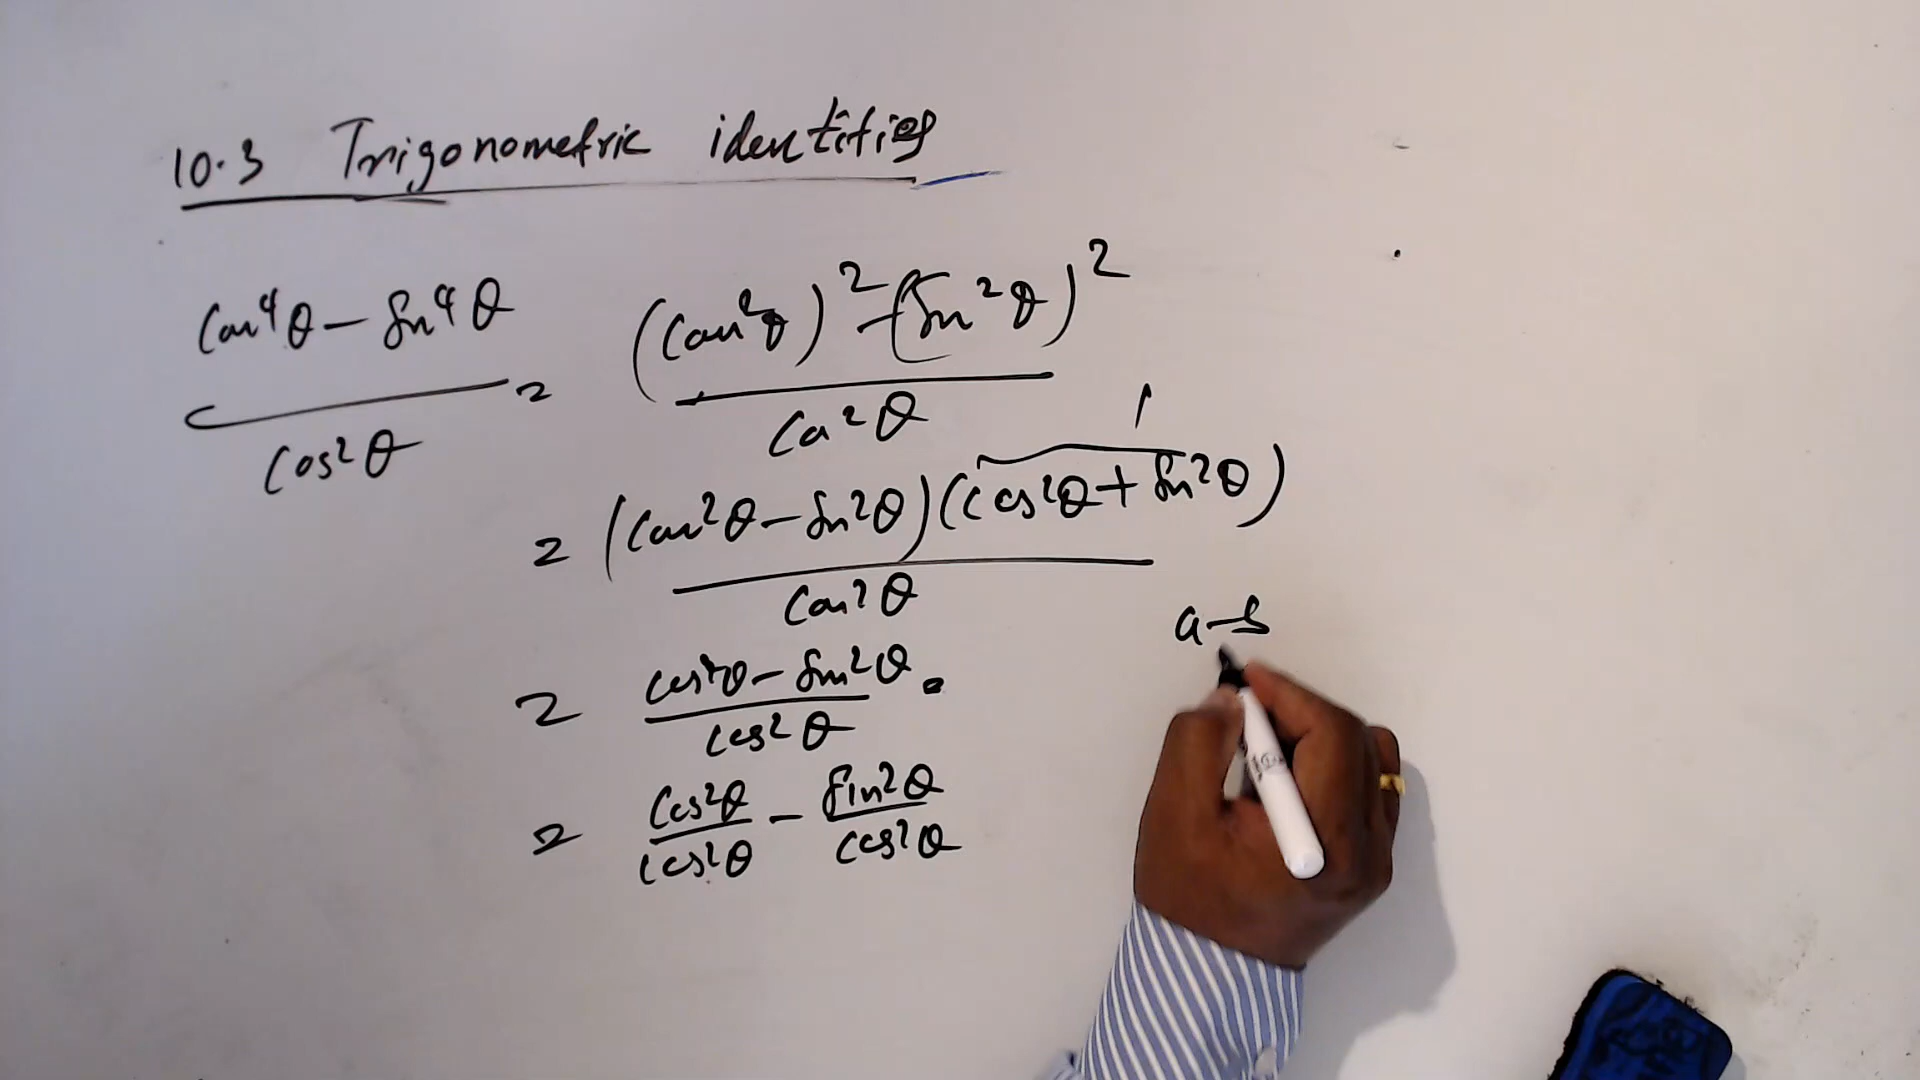 10.3 Trigonometric identities
cos⁴θ − sin⁴θ / cos²θ = (cos²θ)² − (sin²θ)² / cos²θ
1
= (cos²θ − sin²θ)(cos²θ + sin²θ) / cos²θ
a − b
= cos²θ − sin²θ / cos²θ .
= cos²θ / cos²θ − sin²θ / cos²θ